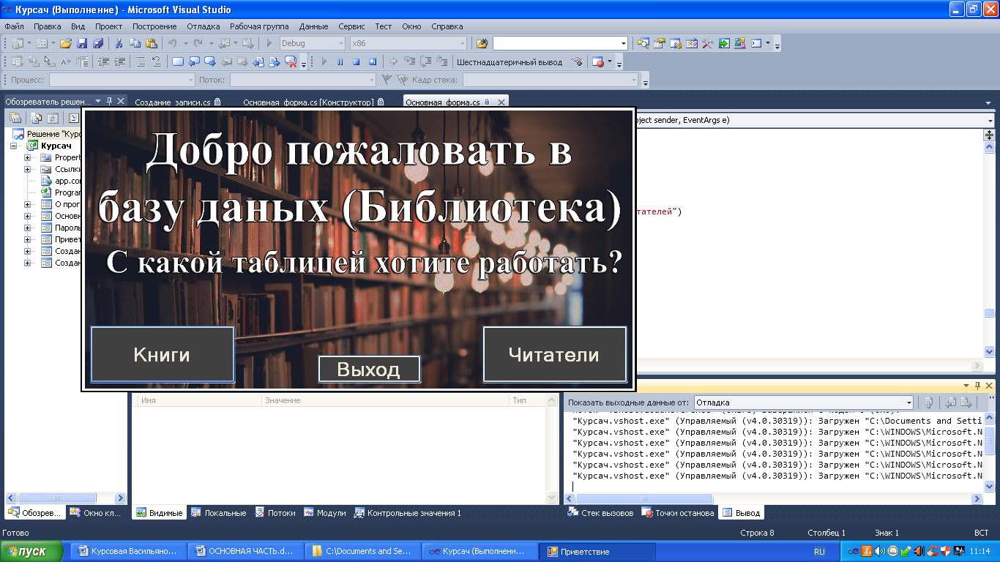 Курсач (Выполнение) - Microsoft Visual Studio
Файл Правка Вид Проект Построение Отладка Рабочая группа Данные Сервис Тест Окно Справка
Debug x86
Шестнадцатеричный вывод
Процесс: Поток: Кадр стека:
Обозреватель решен... Создание_записи.cs Основная_форма.cs [Конструктор] Основная_форма.cs
oject sender, EventArgs e)
Решение "Курс
Курсач
Propert
Ссылки
app.con
Program
О прог
Основн
Пароль
Привет
Создан
Создан
тателей")
Добро пожаловать в
базу даных (Библиотека)
С какой таблицей хотите работать?
Книги
Выход
Читатели
Имя Значение Тип
Показать выходные данные от: Отладка
"Курсач.vshost.exe" (Управляемый (v4.0.30319)): Загружен "C:\Documents and Setti
"Курсач.vshost.exe" (Управляемый (v4.0.30319)): Загружен "C:\WINDOWS\Microsoft.N
"Курсач.vshost.exe" (Управляемый (v4.0.30319)): Загружен "C:\WINDOWS\Microsoft.N
"Курсач.vshost.exe" (Управляемый (v4.0.30319)): Загружен "C:\WINDOWS\Microsoft.N
"Курсач.vshost.exe" (Управляемый (v4.0.30319)): Загружен "C:\WINDOWS\Microsoft.N
"Курсач.vshost.exe" (Управляемый (v4.0.30319)): Загружен "C:\WINDOWS\Microsoft.N
Обозрев... Окно кл... Видимые Локальные Потоки Модули Контрольные значения 1 Стек вызовов Точки останова Вывод
Готово Строка 8 Столбец 1 Знак 1 ВСТ
пуск Курсовая Васильяно... ОСНОВНАЯ ЧАСТЬ.d... C:\Documents and Se... Курсач (Выполнени... Приветствие RU 11:14